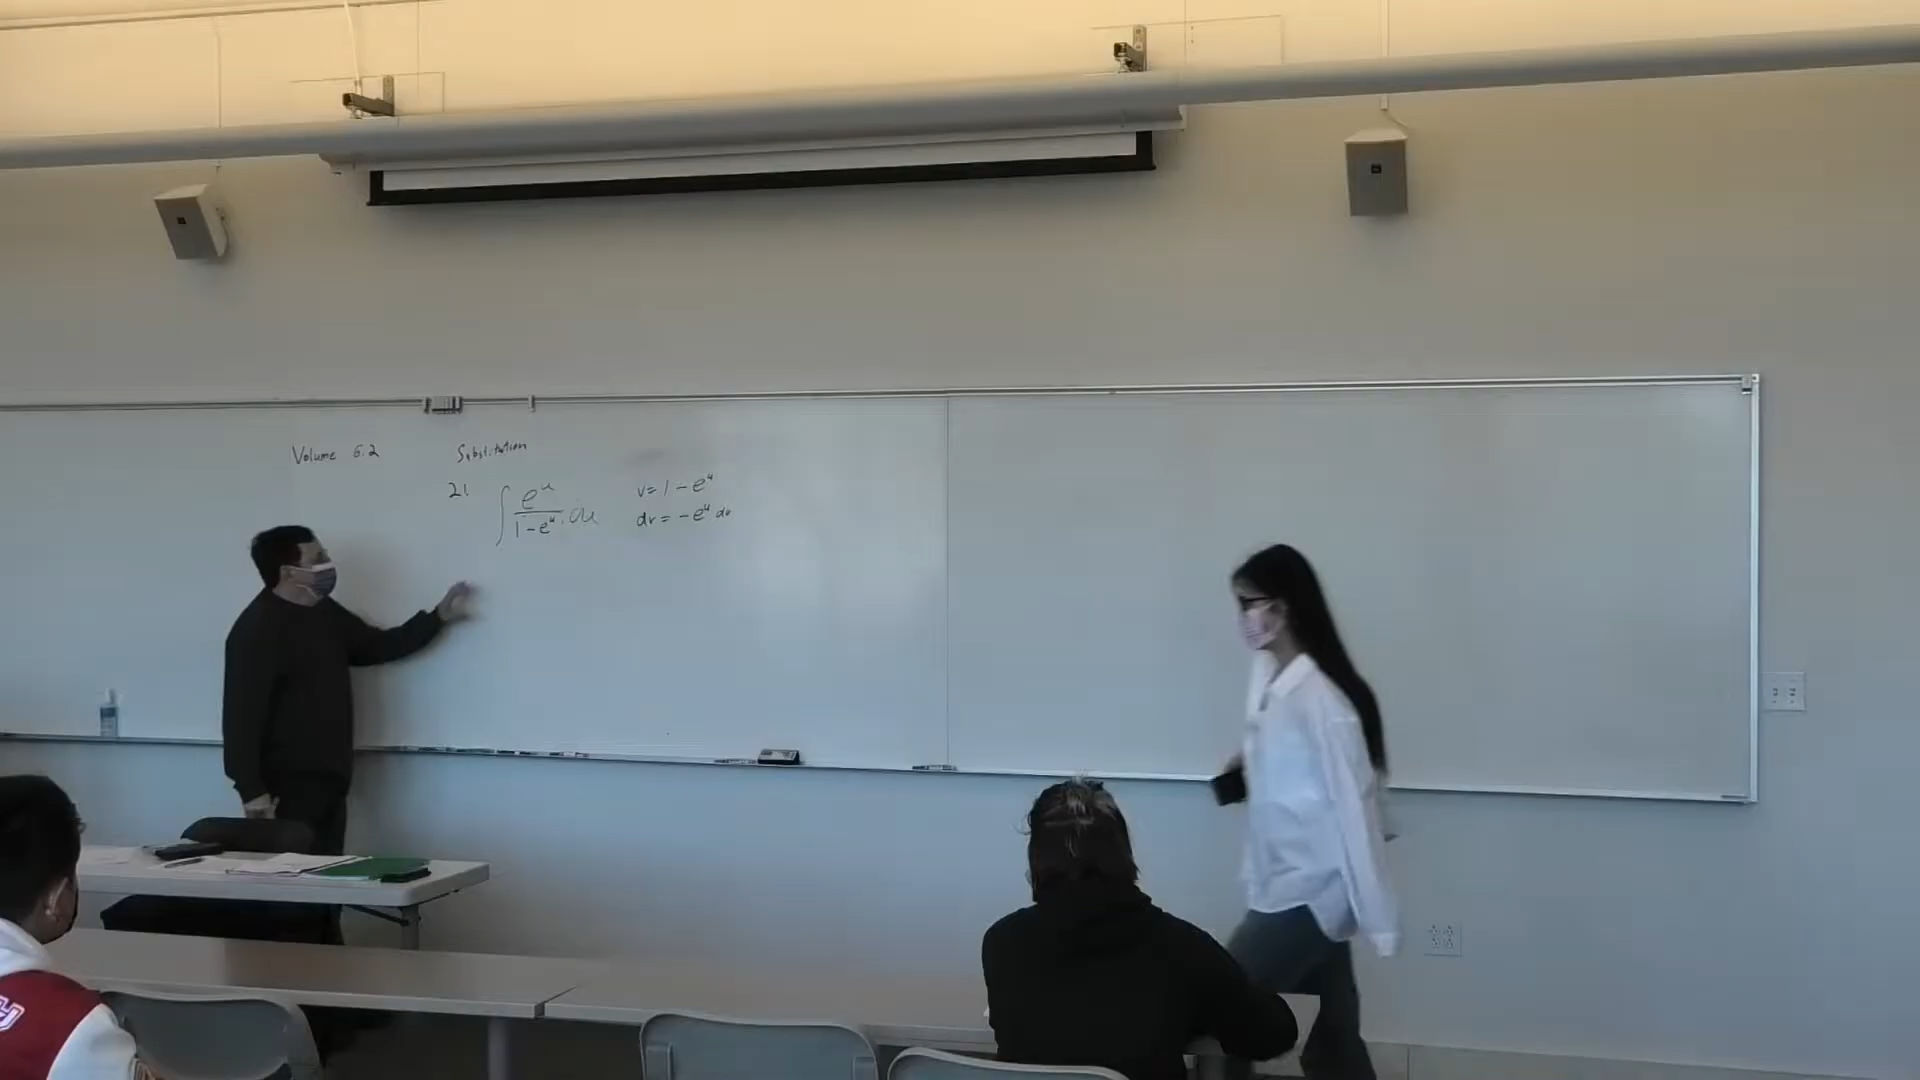 Volume 6.2
Substitution
21. ∫ e^u / (1 - e^u) . du
v = 1 - e^u
dv = - e^u du